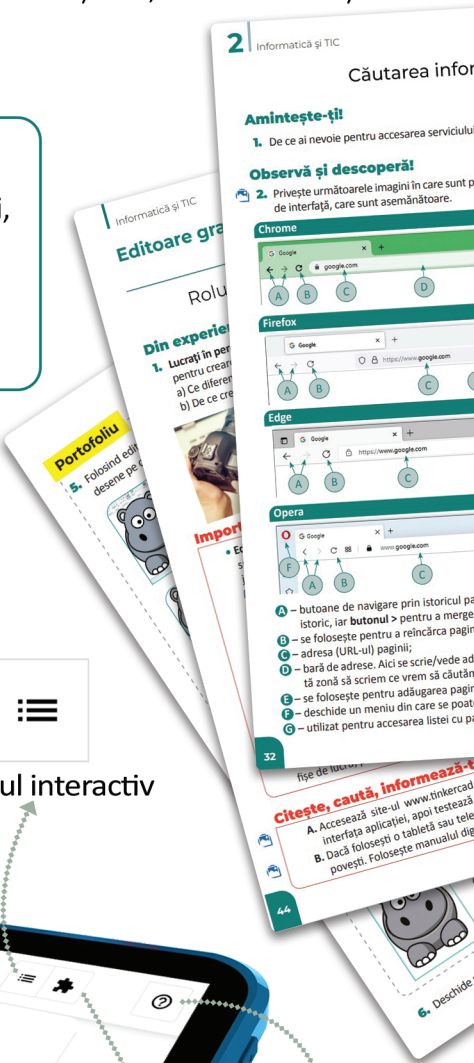 i,
ul interactiv
2 Informatică și TIC
Căutarea infor
Amintește-ți!
1. De ce ai nevoie pentru accesarea serviciulu
Observă și descoperă!
2. Privește următoarele imagini în care sunt p
de interfață, care sunt asemănătoare.
Chrome
G Google × +
google.com
A B C D
Firefox
G Google × +
https://www.google.com
A B C
Edge
G Google × +
https://www.google.com
A B C
Opera
G Google × +
www.google.com
F A B C
A – butoane de navigare prin istoricul pa
istoric, iar butonul > pentru a merge
B – se folosește pentru a reîncărca pagin
C – adresa (URL-ul) paginii;
D – bară de adrese. Aici se scrie/vede ad
tă zonă să scriem ce vrem să căutăm
E – se folosește pentru adăugarea pagin
F – deschide un meniu din care se poate
G – utilizat pentru accesarea listei cu pa
32
Informatică și TIC
Editoare gra
Rolu
Din experie
1. Lucrați în per
pentru crear
a) Ce diferen
b) De ce cre
Import
• Ed
fișe de lucru, p
Citește, caută, informează-t
A. Accesează site-ul www.tinkercad
interfața aplicației, apoi testează
B. Dacă folosești o tabletă sau tele
povești. Folosește manualul dig
44
Portofoliu
5. Folosind edit
desene pe c
6. Deschide